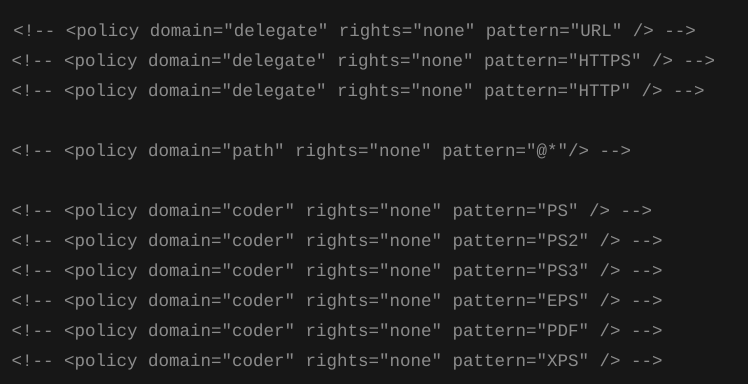 <!-- <policy domain="delegate" rights="none" pattern="URL" /> -->
<!-- <policy domain="delegate" rights="none" pattern="HTTPS" /> -->
<!-- <policy domain="delegate" rights="none" pattern="HTTP" /> -->
<!-- <policy domain="path" rights="none" pattern="@*"/> -->
<!-- <policy domain="coder" rights="none" pattern="PS" /> -->
<!-- <policy domain="coder" rights="none" pattern="PS2" /> -->
<!-- <policy domain="coder" rights="none" pattern="PS3" /> -->
<!-- <policy domain="coder" rights="none" pattern="EPS" /> -->
<!-- <policy domain="coder" rights="none" pattern="PDF" /> -->
<!-- <policy domain="coder" rights="none" pattern="XPS" /> -->